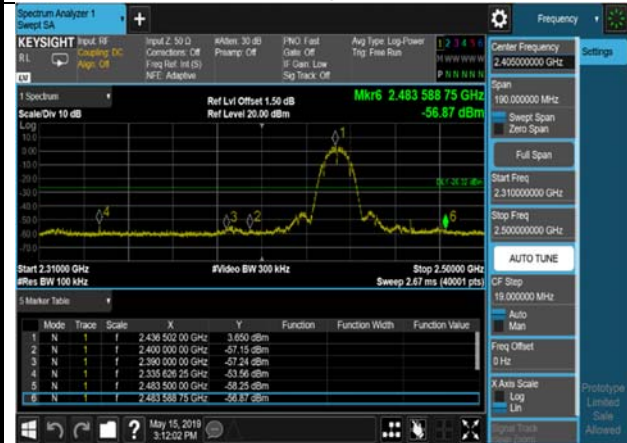 Spectrum Analyzer 1
Swept SA
Frequency
KEYSIGHT
Input: RF
Coupling: DC
Align: Off
Input Z: 50 Ω
Corrections: Off
Freq Ref: Int (S)
NFE: Adaptive
#Atten: 30 dB
Preamp: Off
PNO: Fast
Gate: Off
IF Gain: Low
Sig Track: Off
Avg Type: Log-Power
Trig: Free Run
1 2 3 4 5 6
P N N N N N
Center Frequency
2.405000000 GHz
Settings
1 Spectrum
Scale/Div 10 dB
Log
Ref Lvl Offset 1.50 dB
Ref Level 20.00 dBm
Mkr6 2.483 588 75 GHz
-56.87 dBm
Span
190.000000 MHz
Swept Span
Zero Span
Full Span
Start Freq
2.310000000 GHz
Stop Freq
2.500000000 GHz
AUTO TUNE
CF Step
19.000000 MHz
Auto
Man
Freq Offset
0 Hz
X Axis Scale
Log
Lin
Signal Track
Start 2.31000 GHz
#Res BW 100 kHz
#Video BW 300 kHz
Stop 2.50000 GHz
Sweep 2.67 ms (40001 pts)
5 Marker Table
Mode Trace Scale X Y Function Function Width Function Value
1 N 1 f 2.436 502 00 GHz 3.650 dBm
2 N 1 f 2.400 000 00 GHz -57.15 dBm
3 N 1 f 2.390 000 00 GHz -57.24 dBm
4 N 1 f 2.335 626 25 GHz -53.56 dBm
5 N 1 f 2.483 500 00 GHz -58.25 dBm
6 N 1 f 2.483 588 75 GHz -56.87 dBm
May 15, 2019
3:12:02 PM
Prototype
Limited
Sale
Allowed